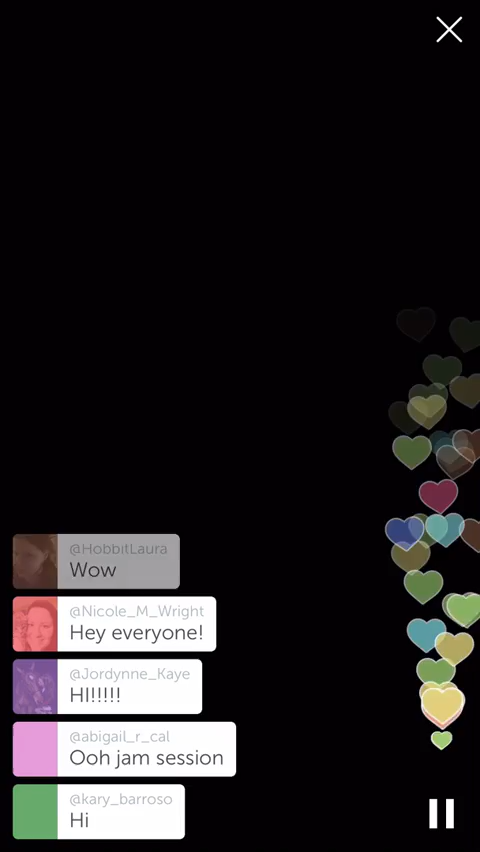 @HobbitLaura
Wow
@Nicole_M_Wright
Hey everyone!
@Jordynne_Kaye
HI!!!!!
@abigail_r_cal
Ooh jam session
@kary_barroso
Hi